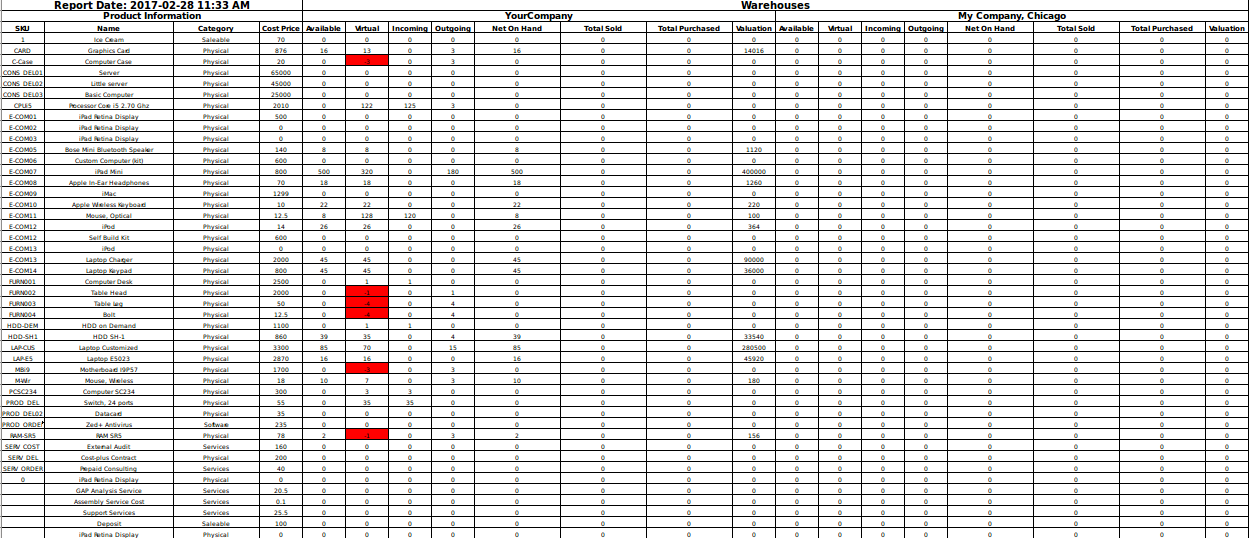 Report Date: 2017-02-28 11:33 AM Warehouses
Product Information YourCompany My Company, Chicago
SKU Name Category Cost Price Available Virtual Incoming Outgoing Net On Hand Total Sold Total Purchased Valuation Available Virtual Incoming Outgoing Net On Hand Total Sold Total Purchased Valuation
1 Ice Cream Saleable 70 0 0 0 0 0 0 0 0 0 0 0 0 0 0 0 0
CARD Graphics Card Physical 876 16 13 0 3 16 0 0 14016 0 0 0 0 0 0 0 0
C-Case Computer Case Physical 20 0 0 3 0 0 0 0 0 0 0 0 0 0 0 0
CONS_DEL01 Server Physical 65000 0 0 0 0 0 0 0 0 0 0 0 0 0 0 0 0
CONS_DEL02 Little server Physical 45000 0 0 0 0 0 0 0 0 0 0 0 0 0 0 0 0
CONS_DEL03 Basic Computer Physical 25000 0 0 0 0 0 0 0 0 0 0 0 0 0 0 0 0
CPUi5 Processor Core i5 2.70 Ghz Physical 2010 0 122 125 3 0 0 0 0 0 0 0 0 0 0 0 0
E-COM01 iPad Retina Display Physical 500 0 0 0 0 0 0 0 0 0 0 0 0 0 0 0 0
E-COM02 iPad Retina Display Physical 0 0 0 0 0 0 0 0 0 0 0 0 0 0 0 0 0
E-COM03 iPad Retina Display Physical 0 0 0 0 0 0 0 0 0 0 0 0 0 0 0 0 0
E-COM05 Bose Mini Bluetooth Speaker Physical 140 8 8 0 0 8 0 0 1120 0 0 0 0 0 0 0 0
E-COM06 Custom Computer (kit) Physical 600 0 0 0 0 0 0 0 0 0 0 0 0 0 0 0 0
E-COM07 iPad Mini Physical 800 500 320 0 180 500 0 0 400000 0 0 0 0 0 0 0 0
E-COM08 Apple In-Ear Headphones Physical 70 18 18 0 0 18 0 0 1260 0 0 0 0 0 0 0 0
E-COM09 iMac Physical 1299 0 0 0 0 0 0 0 0 0 0 0 0 0 0 0 0
E-COM10 Apple Wireless Keyboard Physical 10 22 22 0 0 22 0 0 220 0 0 0 0 0 0 0 0
E-COM11 Mouse, Optical Physical 12.5 8 128 120 0 8 0 0 100 0 0 0 0 0 0 0 0
E-COM12 iPod Physical 14 26 26 0 0 26 0 0 364 0 0 0 0 0 0 0 0
E-COM12 Self Build Kit Physical 600 0 0 0 0 0 0 0 0 0 0 0 0 0 0 0 0
E-COM13 iPod Physical 0 0 0 0 0 0 0 0 0 0 0 0 0 0 0 0 0
E-COM13 Laptop Charger Physical 2000 45 45 0 0 45 0 0 90000 0 0 0 0 0 0 0 0
E-COM14 Laptop Keypad Physical 800 45 45 0 0 45 0 0 36000 0 0 0 0 0 0 0 0
FURN001 Computer Desk Physical 2500 0 1 1 0 0 0 0 0 0 0 0 0 0 0 0 0
FURN002 Table Head Physical 2000 0 -1 0 1 0 0 0 0 0 0 0 0 0 0 0 0
FURN003 Table Leg Physical 50 0 -4 0 4 0 0 0 0 0 0 0 0 0 0 0 0
FURN004 Bolt Physical 12.5 0 -4 0 4 0 0 0 0 0 0 0 0 0 0 0 0
HDD-DEM HDD on Demand Physical 1100 0 1 1 0 0 0 0 0 0 0 0 0 0 0 0 0
HDD-SH1 HDD SH-1 Physical 860 39 35 0 4 39 0 0 33540 0 0 0 0 0 0 0 0
LAP-CUS Laptop Customized Physical 3300 85 70 0 15 85 0 0 280500 0 0 0 0 0 0 0 0
LAP-E5 Laptop E5023 Physical 2870 16 16 0 0 16 0 0 45920 0 0 0 0 0 0 0 0
MBi9 Motherboard I9P57 Physical 1700 0 0 3 0 0 0 0 0 0 0 0 0 0 0 0
M-Wir Mouse, Wireless Physical 18 10 7 0 3 10 0 0 180 0 0 0 0 0 0 0 0
PCSC234 Computer SC234 Physical 300 0 3 3 0 0 0 0 0 0 0 0 0 0 0 0 0
PROD_DEL Switch, 24 ports Physical 55 0 35 35 0 0 0 0 0 0 0 0 0 0 0 0 0
PROD_DEL02 Datacard Physical 35 0 0 0 0 0 0 0 0 0 0 0 0 0 0 0 0
PROD_ORDE Zed+ Antivirus Software 235 0 0 0 0 0 0 0 0 0 0 0 0 0 0 0 0
RAM-SR5 RAM SR5 Physical 78 2 -1 0 3 2 0 0 156 0 0 0 0 0 0 0 0
SERV_COST External Audit Services 160 0 0 0 0 0 0 0 0 0 0 0 0 0 0 0 0
SERV_DEL Cost-plus Contract Physical 200 0 0 0 0 0 0 0 0 0 0 0 0 0 0 0 0
SERV_ORDER Prepaid Consulting Services 40 0 0 0 0 0 0 0 0 0 0 0 0 0 0 0 0
0 iPad Retina Display Physical 0 0 0 0 0 0 0 0 0 0 0 0 0 0 0 0 0
GAP Analysis Service Services 20.5 0 0 0 0 0 0 0 0 0 0 0 0 0 0 0 0
Assembly Service Cost Services 0.1 0 0 0 0 0 0 0 0 0 0 0 0 0 0 0 0
Support Services Services 25.5 0 0 0 0 0 0 0 0 0 0 0 0 0 0 0 0
Deposit Saleable 100 0 0 0 0 0 0 0 0 0 0 0 0 0 0 0 0
iPad Retina Display Physical 0 0 0 0 0 0 0 0 0 0 0 0 0 0 0 0 0